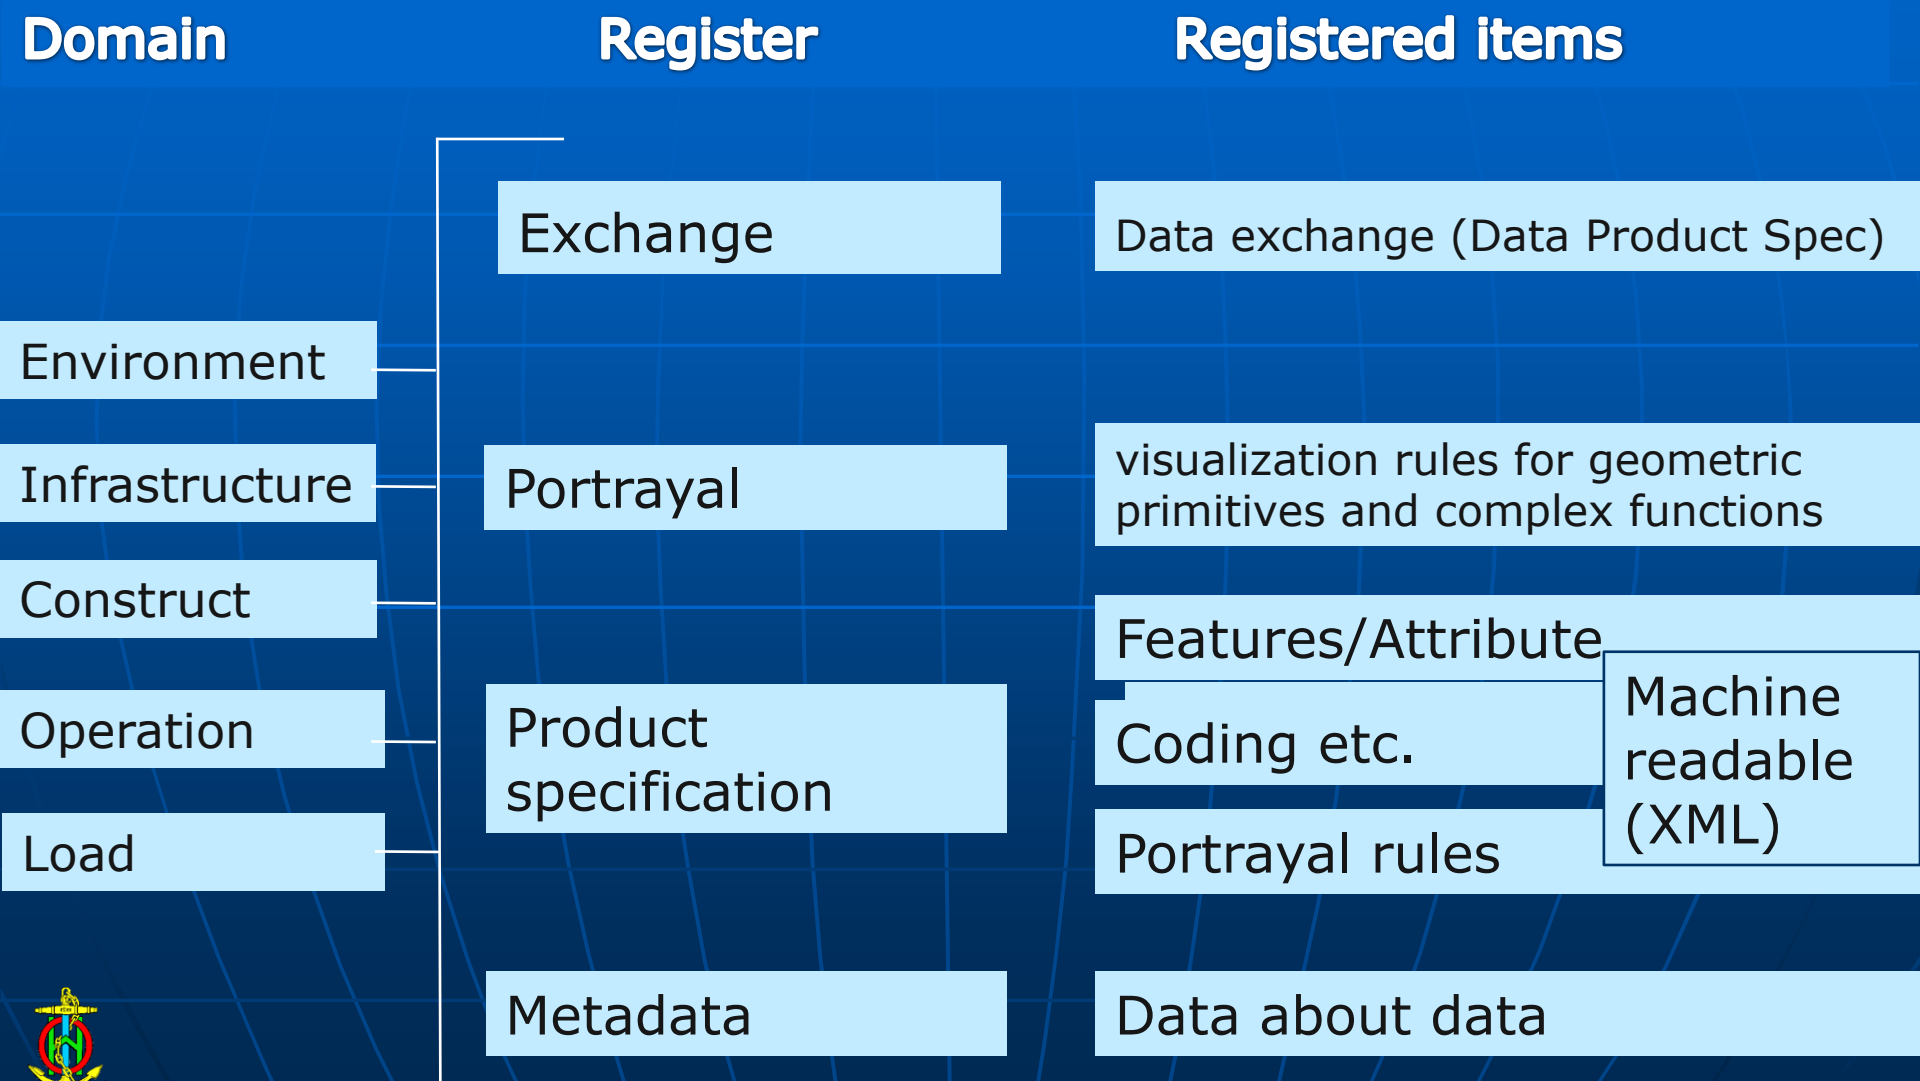 Domain
Register
Registered items
Exchange
Data exchange (Data Product Spec)
Environment
Infrastructure
Portrayal
visualization rules for geometric
primitives and complex functions
Construct
Features/Attribute
Operation
Product
specification
Coding etc.
Machine
readable
(XML)
Load
Portrayal rules
Metadata
Data about data